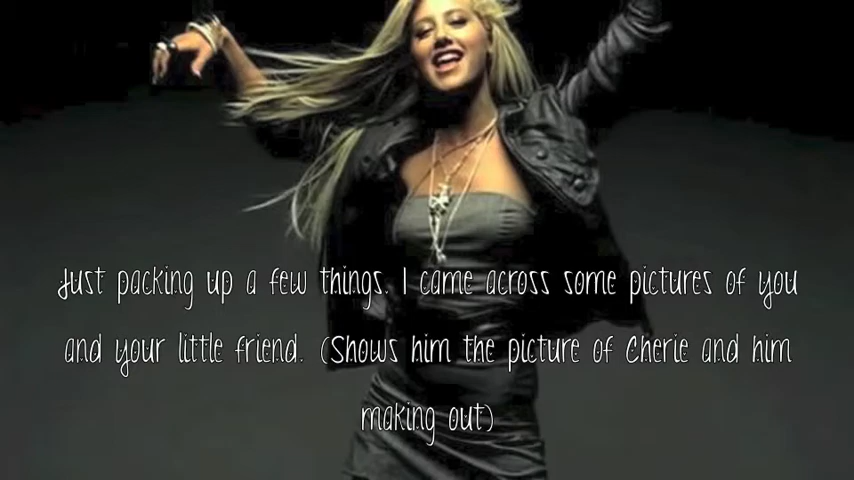 Just packing up a few things. I came across some pictures of you
and your little friend. (Shows him the picture of Cherie and him
making out)